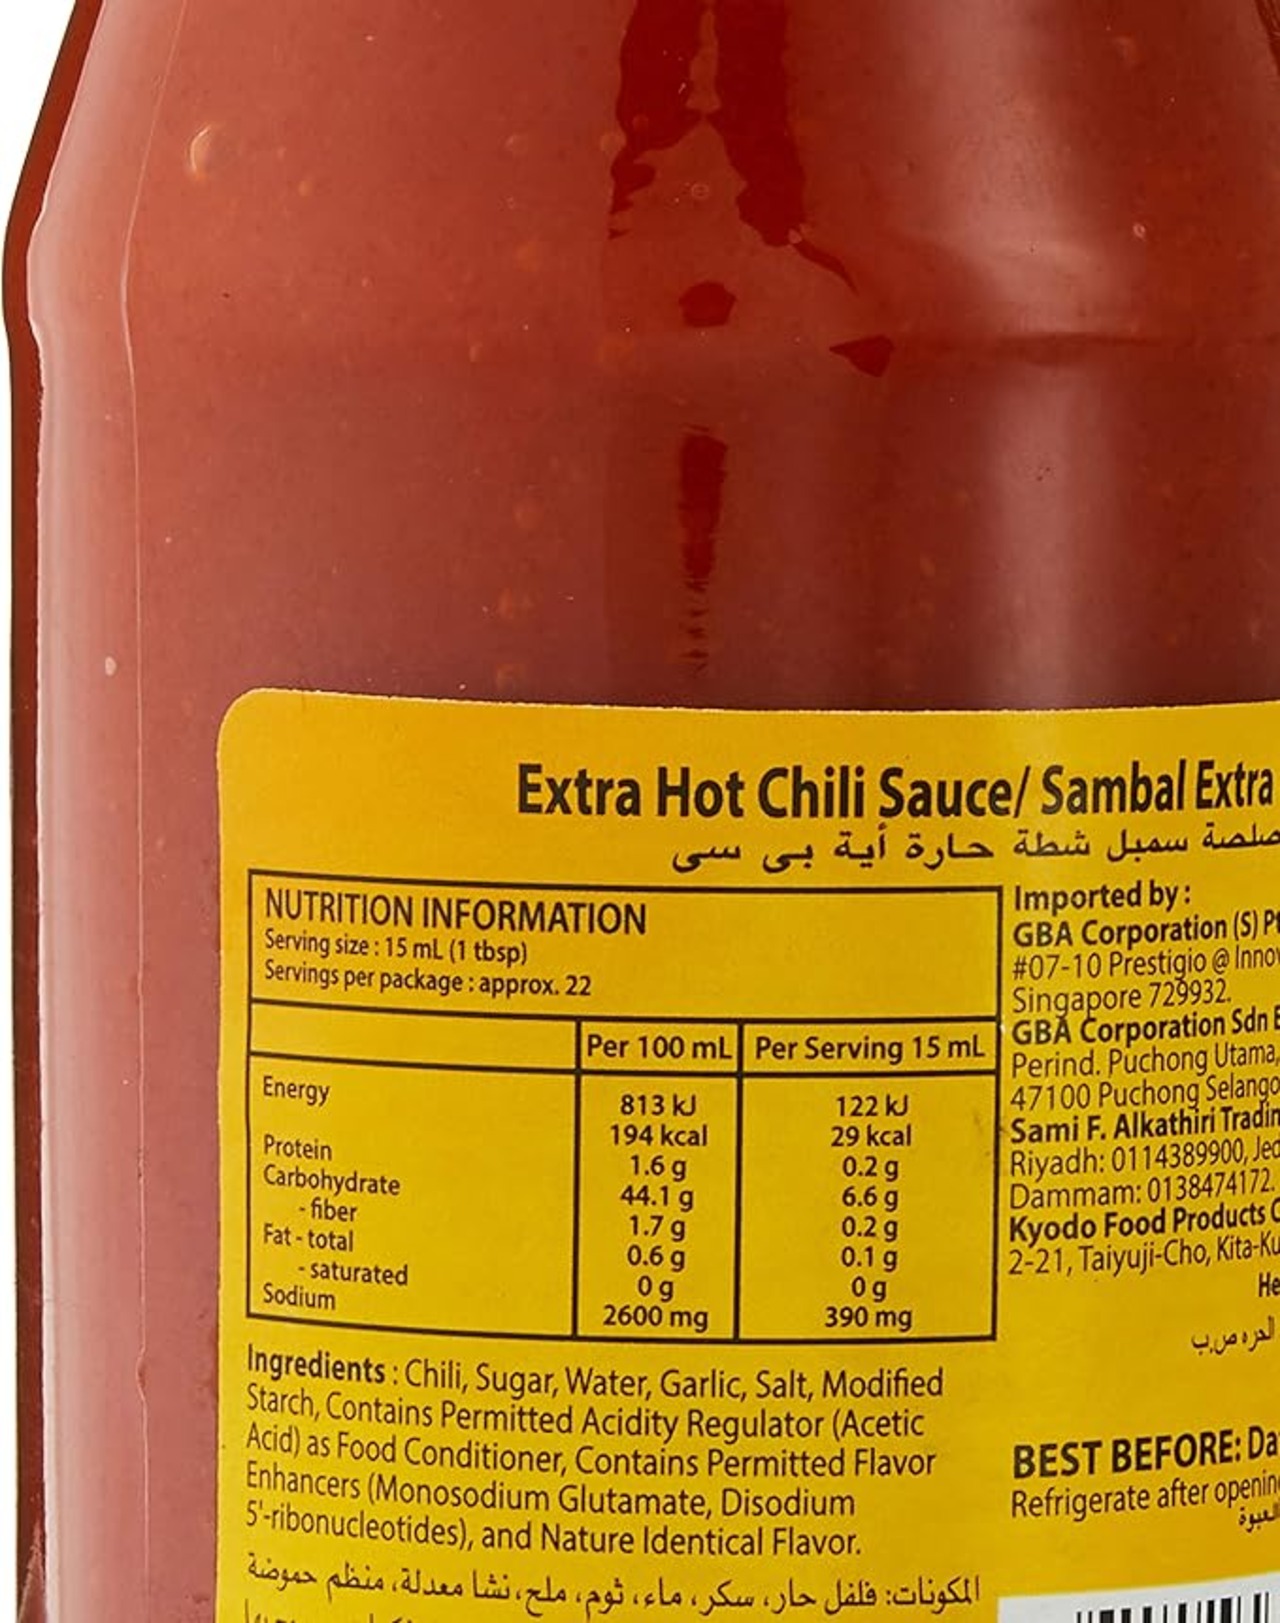 Extra Hot Chili Sauce/ Sambal Extra
صلصة سمبل شطة حارة أية بى سى
NUTRITION INFORMATION
Serving size : 15 mL (1 tbsp)
Servings per package : approx. 22
Per 100 mL Per Serving 15 mL
Energy 813 kJ 122 kJ
194 kcal 29 kcal
Protein 1.6 g 0.2 g
Carbohydrate 44.1 g 6.6 g
- fiber 1.7 g 0.2 g
Fat - total 0.6 g 0.1 g
- saturated 0 g 0 g
Sodium 2600 mg 390 mg
Ingredients : Chili, Sugar, Water, Garlic, Salt, Modified
Starch, Contains Permitted Acidity Regulator (Acetic
Acid) as Food Conditioner, Contains Permitted Flavor
Enhancers (Monosodium Glutamate, Disodium
5'-ribonucleotides), and Nature Identical Flavor.
المكونات: فلفل حار، سكر، ماء، ثوم، ملح، نشا معدلة، منظم حموضة
Imported by :
GBA Corporation (S)
#07-10 Prestigio @
Singapore 729932.
GBA Corporation Sdn
Perind. Puchong Utama,
47100 Puchong
Sami F. Alkathiri
Riyadh: 0114389900,
Dammam: 0138474172.
Kyodo Food Products
2-21, Taiyuji-Cho,
الحره ص.ب
BEST BEFORE:
Refrigerate after
العبوة